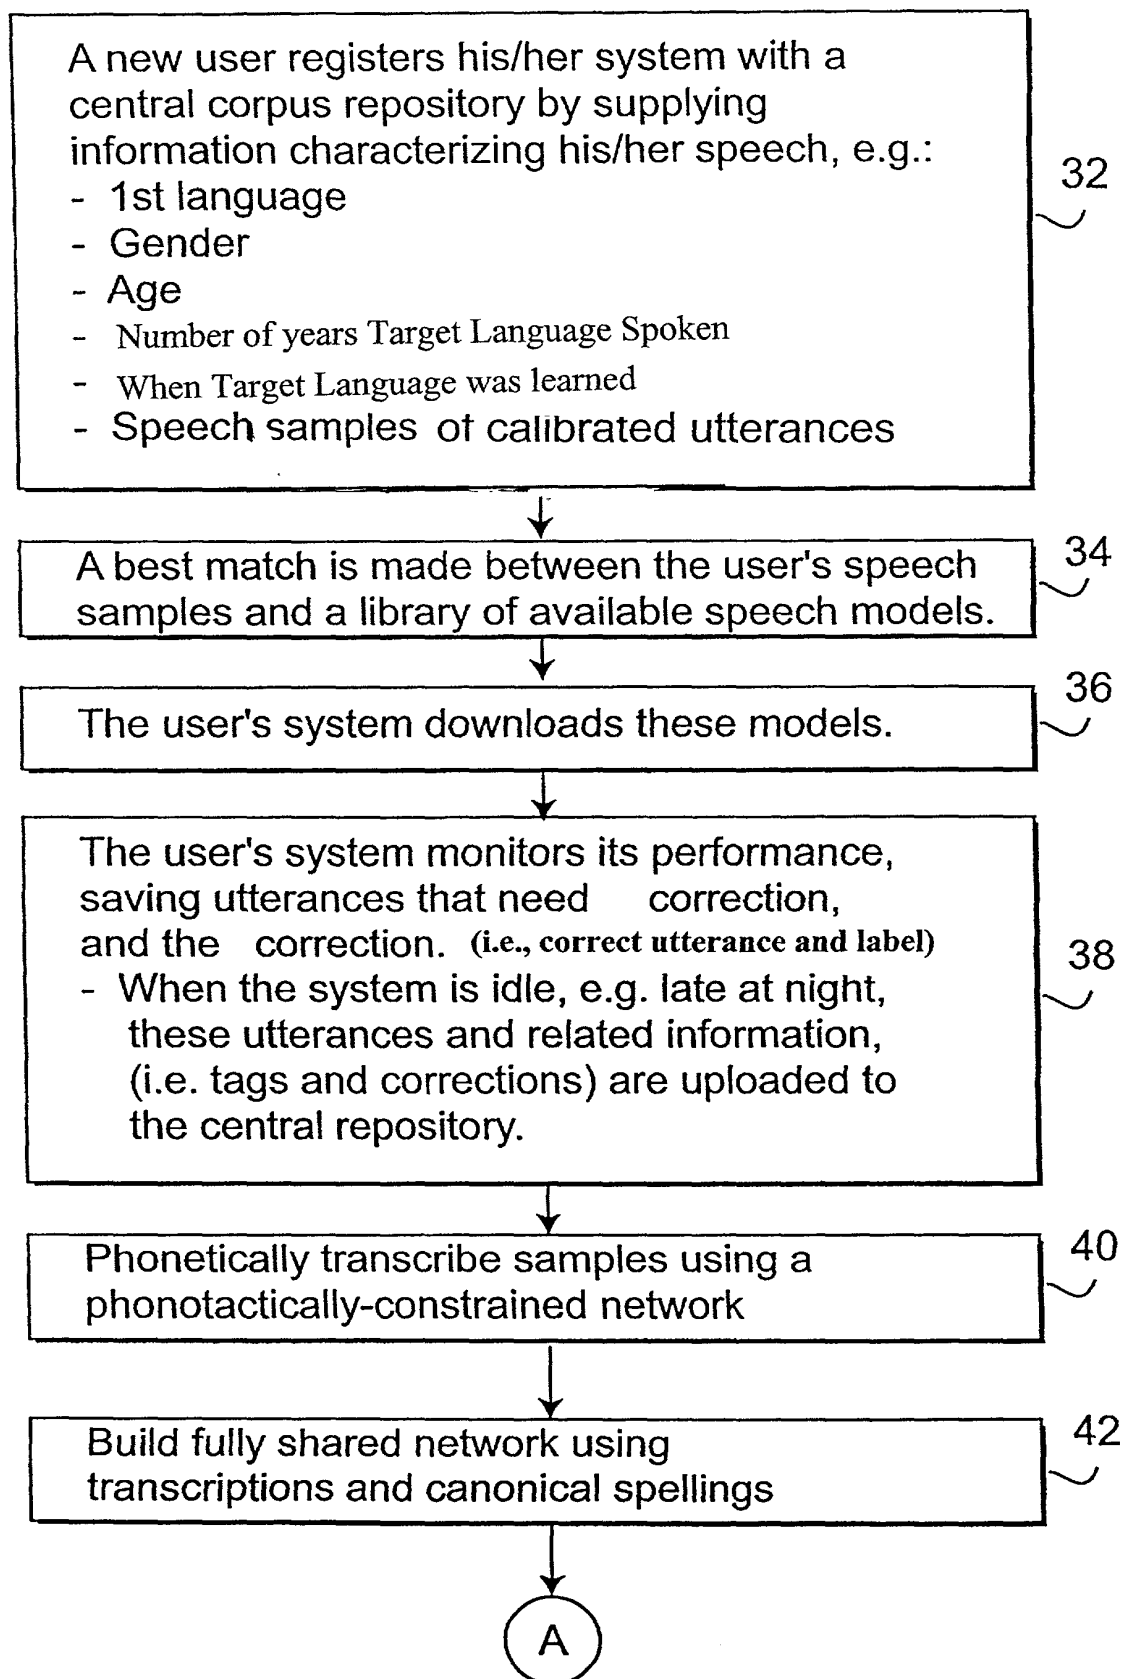 A new user registers his/her system with a
central corpus repository by supplying
information characterizing his/her speech, e.g.:
- 1st language
- Gender
- Age
- Number of years Target Language Spoken
- When Target Language was learned
- Speech samples of calibrated utterances
32
A best match is made between the user's speech
samples and a library of available speech models.
34
The user's system downloads these models.
36
The user's system monitors its performance,
saving utterances that need correction,
and the correction. (i.e., correct utterance and label)
- When the system is idle, e.g. late at night,
these utterances and related information,
(i.e. tags and corrections) are uploaded to
the central repository.
38
Phonetically transcribe samples using a
phonotactically-constrained network
40
Build fully shared network using
transcriptions and canonical spellings
42
A